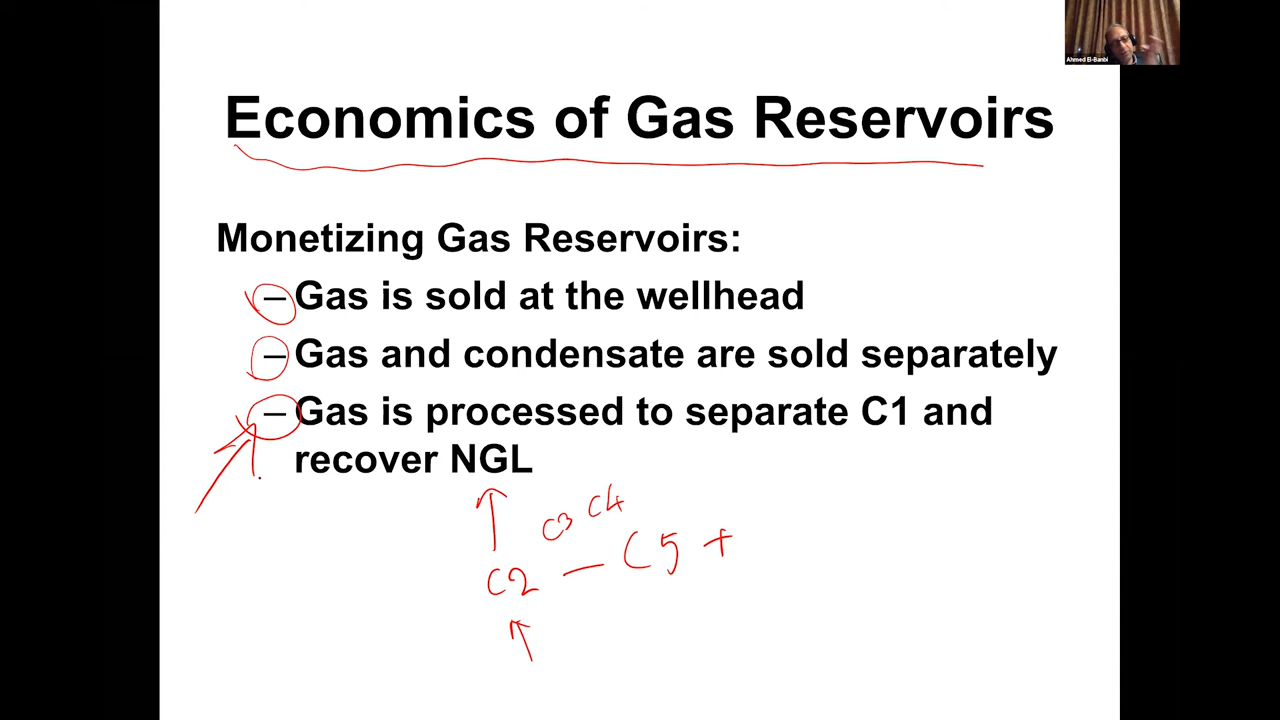 Ahmed El-Banbi
Economics of Gas Reservoirs
Monetizing Gas Reservoirs:
– Gas is sold at the wellhead
– Gas and condensate are sold separately
– Gas is processed to separate C1 and
recover NGL
C3 C4
C2 — C5 +